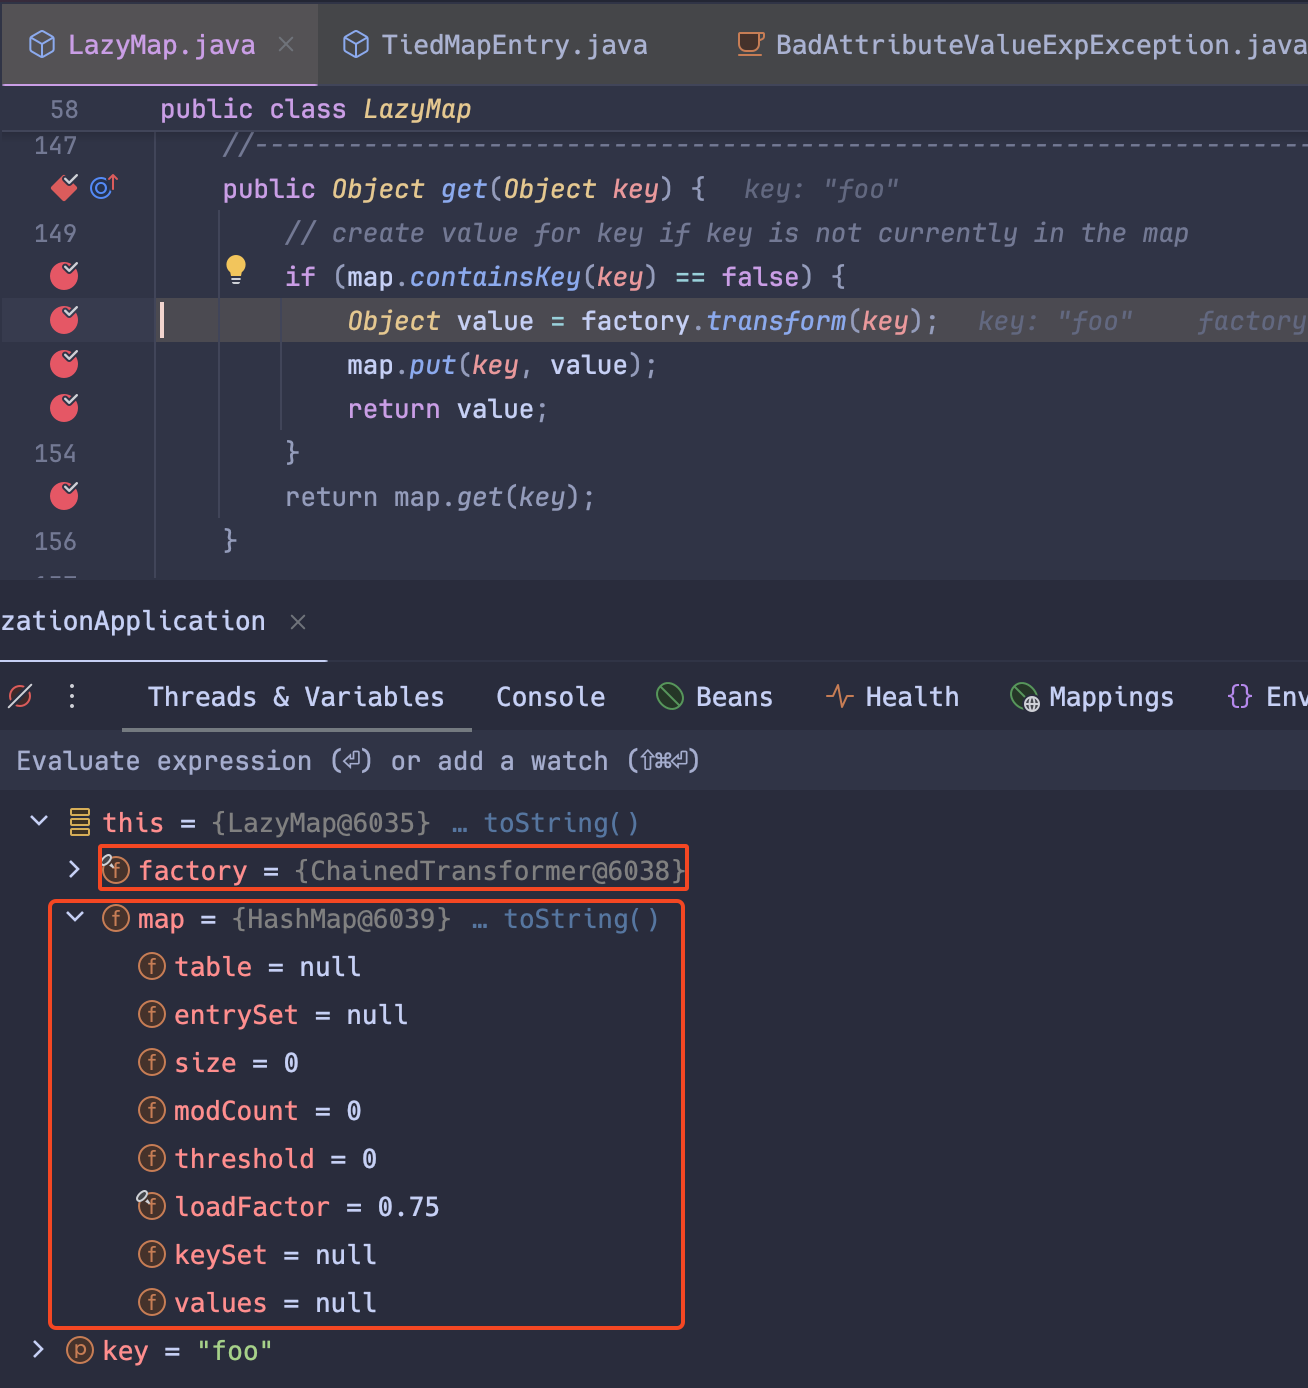 LazyMap.java × TiedMapEntry.java BadAttributeValueExpException.java
58 public class LazyMap
147 //--------------------------------------------------------------------
public Object get(Object key) { key: "foo"
149 // create value for key if key is not currently in the map
if (map.containsKey(key) == false) {
Object value = factory.transform(key); key: "foo" factory
map.put(key, value);
return value;
154 }
return map.get(key);
156 }
zationApplication ×
Threads & Variables Console Beans Health Mappings {} Env
Evaluate expression (⏎) or add a watch (⇧⌘⏎)
this = {LazyMap@6035} … toString()
f factory = {ChainedTransformer@6038}
f map = {HashMap@6039} … toString()
f table = null
f entrySet = null
f size = 0
f modCount = 0
f threshold = 0
f loadFactor = 0.75
f keySet = null
f values = null
p key = "foo"